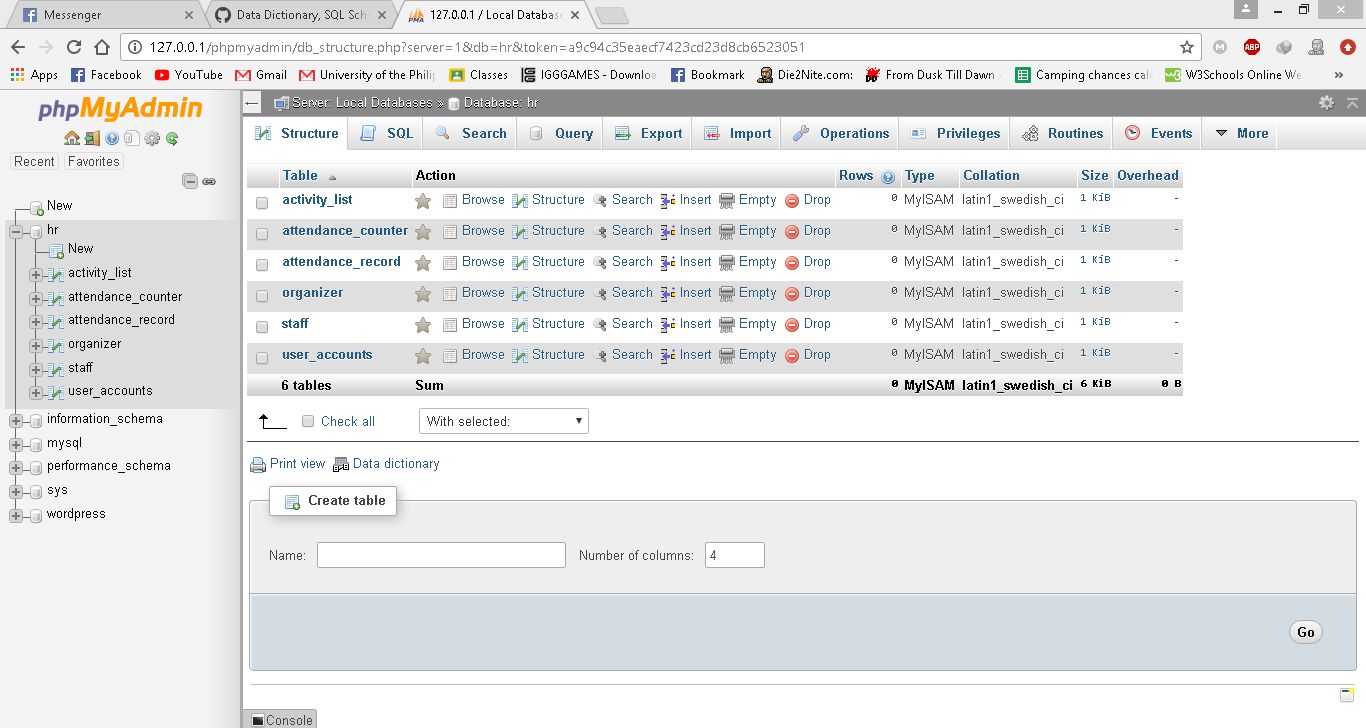 Messenger
Data Dictionary, SQL Sch
127.0.0.1 / Local Databas
127.0.0.1/phpmyadmin/db_structure.php?server=1&db=hr&token=a9c94c35eaecf7423cd23d8cb6523051
Apps Facebook YouTube Gmail University of the Philip Classes IGGGAMES - Downloa Bookmark Die2Nite.com: From Dusk Till Dawn - Camping chances calc W3Schools Online We »
phpMyAdmin
Recent Favorites
New
hr
New
activity_list
attendance_counter
attendance_record
organizer
staff
user_accounts
information_schema
mysql
performance_schema
sys
wordpress
Server: Local Databases » Database: hr
Structure SQL Search Query Export Import Operations Privileges Routines Events More
Table Action Rows Type Collation Size Overhead
activity_list Browse Structure Search Insert Empty Drop 0 MyISAM latin1_swedish_ci 1 KiB -
attendance_counter Browse Structure Search Insert Empty Drop 0 MyISAM latin1_swedish_ci 1 KiB -
attendance_record Browse Structure Search Insert Empty Drop 0 MyISAM latin1_swedish_ci 1 KiB -
organizer Browse Structure Search Insert Empty Drop 0 MyISAM latin1_swedish_ci 1 KiB -
staff Browse Structure Search Insert Empty Drop 0 MyISAM latin1_swedish_ci 1 KiB -
user_accounts Browse Structure Search Insert Empty Drop 0 MyISAM latin1_swedish_ci 1 KiB -
6 tables Sum 0 MyISAM latin1_swedish_ci 6 KiB 0 B
Check all With selected:
Print view Data dictionary
Create table
Name: Number of columns: 4
Go
Console